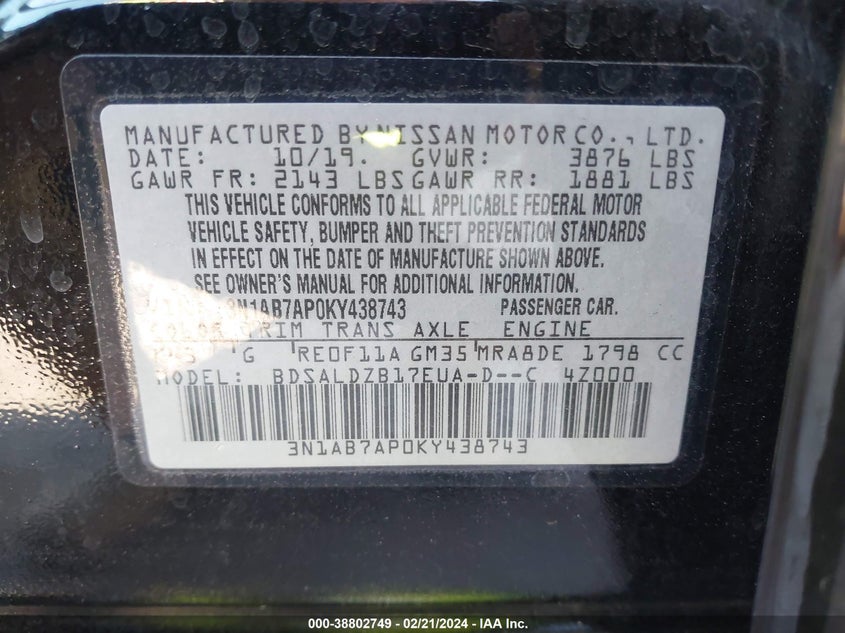 MANUFACTURED BY NISSAN MOTOR CO., LTD.
DATE: 10/19. GVWR: 3876 LBS
GAWR FR: 2143 LBS GAWR RR: 1881 LBS
THIS VEHICLE CONFORMS TO ALL APPLICABLE FEDERAL MOTOR
VEHICLE SAFETY, BUMPER AND THEFT PREVENTION STANDARDS
IN EFFECT ON THE DATE OF MANUFACTURE SHOWN ABOVE.
SEE OWNER'S MANUAL FOR ADDITIONAL INFORMATION.
3N1AB7AP0KY438743 PASSENGER CAR.
COLOR TRIM TRANS AXLE ENGINE
G RE0F11A GM35 MRA8DE 1798 CC
MODEL: BDSALDZB17EUA-D--C 4Z000
3N1AB7AP0KY438743
000-38802749 - 02/21/2024 - IAA Inc.